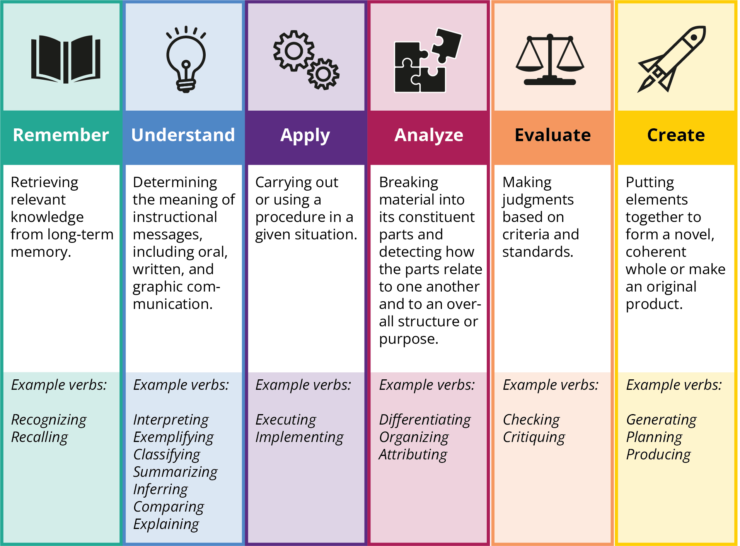 Remember
Understand
Apply
Analyze
Evaluate
Create
Retrieving
relevant
knowledge
from long-term
memory.
Determining
the meaning of
instructional
messages,
including oral,
written, and
graphic com-
munication.
Carrying out
or using a
procedure in a
given situation.
Breaking
material into
its constituent
parts and
detecting how
the parts relate
to one another
and to an over-
all structure or
purpose.
Making
judgments
based on
criteria and
standards.
Putting
elements
together to
form a novel,
coherent
whole or make
an original
product.
Example verbs:
Recognizing
Recalling
Example verbs:
Interpreting
Exemplifying
Classifying
Summarizing
Inferring
Comparing
Explaining
Example verbs:
Executing
Implementing
Example verbs:
Differentiating
Organizing
Attributing
Example verbs:
Checking
Critiquing
Example verbs:
Generating
Planning
Producing